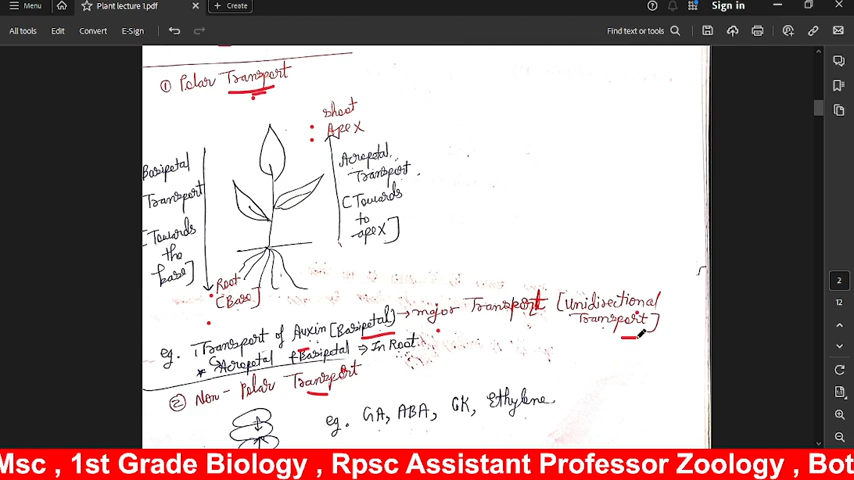 Menu
Plant lecture 1.pdf
Create
Sign in
All tools
Edit
Convert
E-Sign
Find text or tools
① Polar Transport
shoot
Apex
Basipetal
Transport
[Towards
the
base]
Acropetal
Transport
[Towards
to
apex]
Root
[Base]
eg. Transport of Auxin [Basipetal] → major Transport [Unidirectional
Transport]
* Acropetal & Basipetal ⇒ In Root
② Non-Polar Transport
eg. GA, ABA, CK, Ethylene
2
12
Msc , 1st Grade Biology , Rpsc Assistant Professor Zoology , Bot